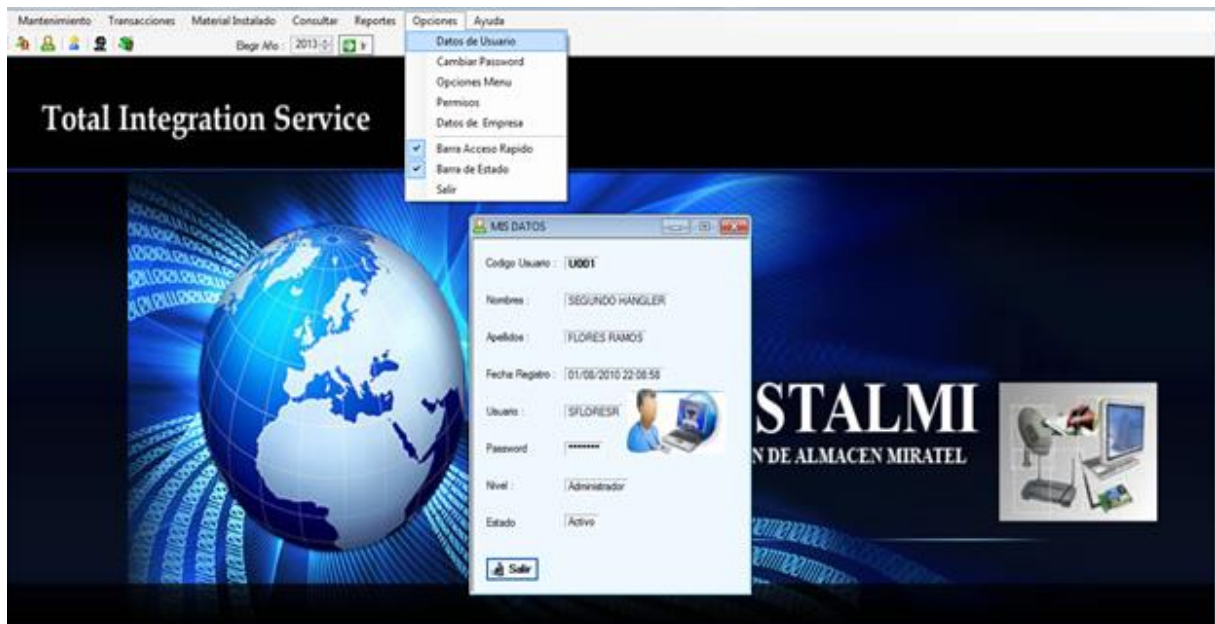 Mantenimiento Transacciones Material Instalado Consultar Reportes Opciones Ayuda
Elegir Año : 2013
Datos de Usuario
Cambiar Password
Opciones Menu
Permisos
Datos de Empresa
Barra Acceso Rapido
Barra de Estado
Salir
Total Integration Service
MIS DATOS
Codigo Usuario : U001
Nombres : SEGUNDO HANGLER
Apellidos : FLORES RAMOS
Fecha Registro : 01/08/2010 22:08:58
Usuario : SFLORESR
Password ********
Nivel : Administrador
Estado Activo
Salir
STALMI
N DE ALMACEN MIRATEL